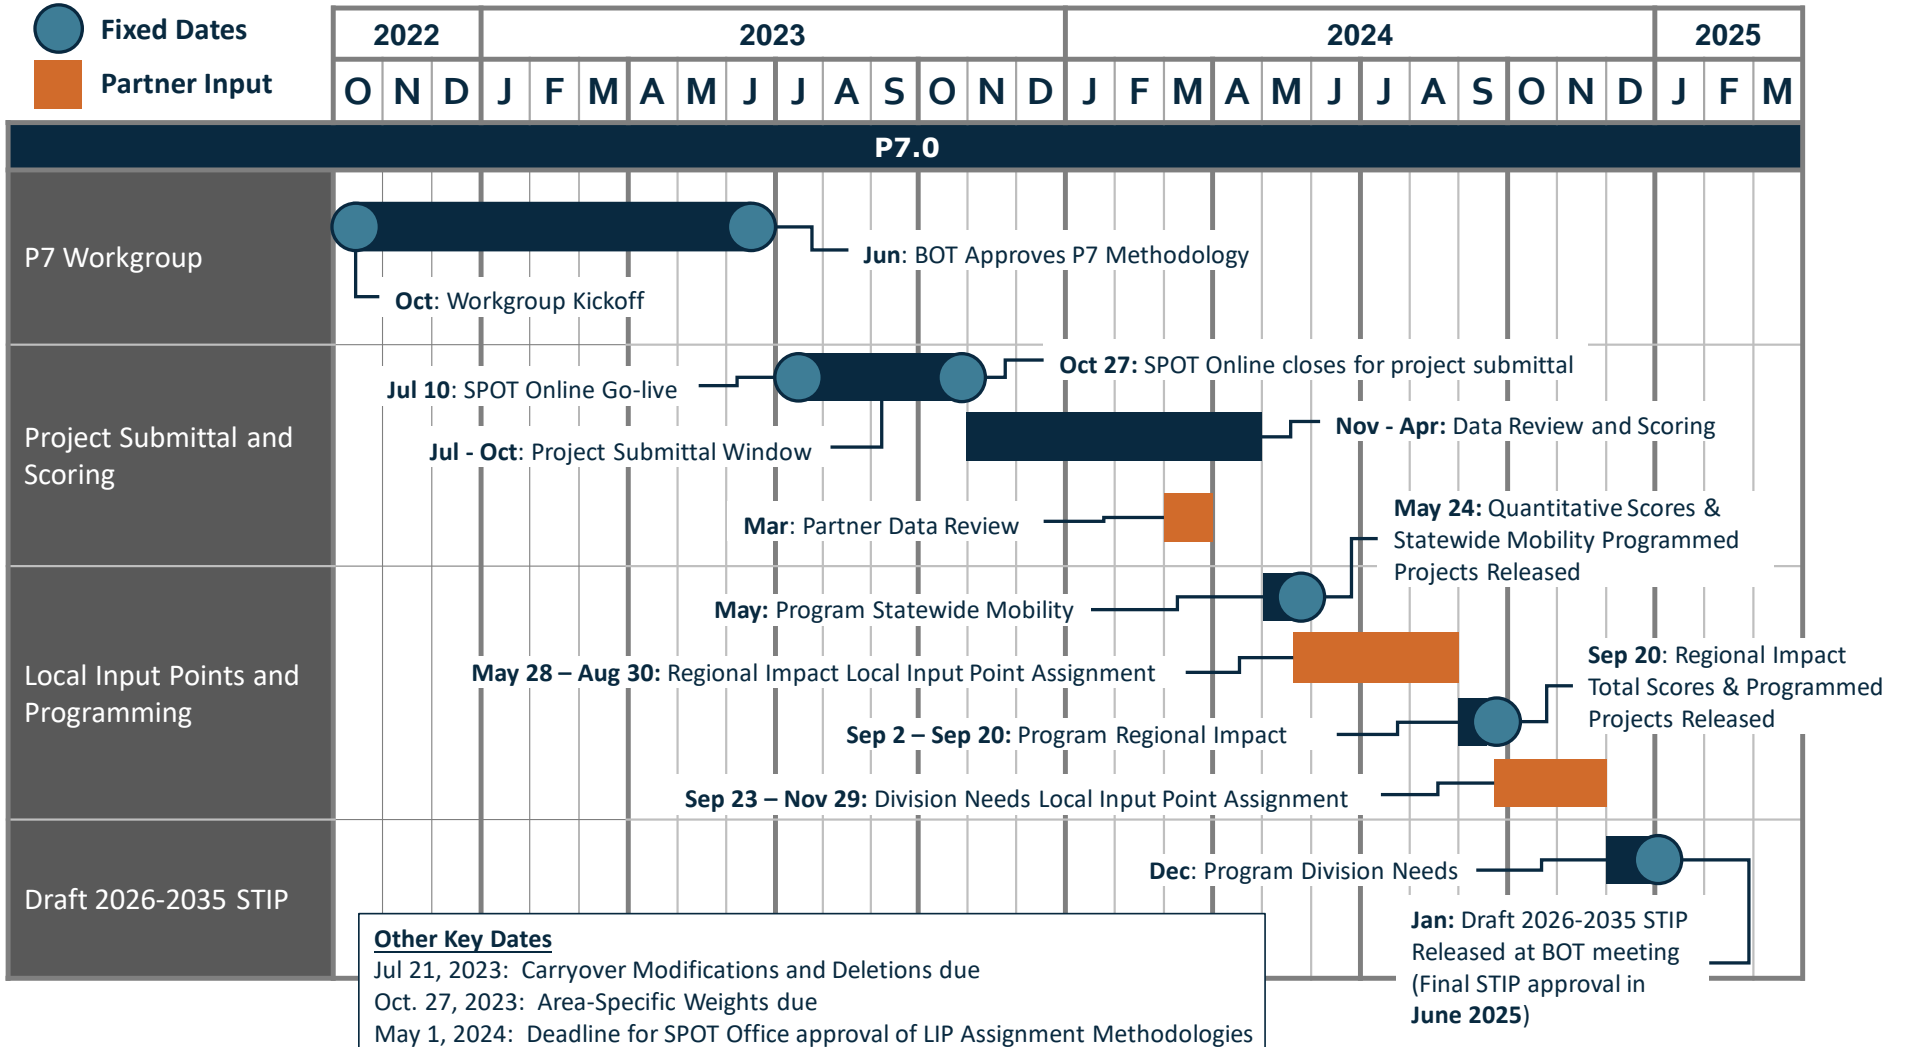 Fixed Dates
Partner Input
2022 2023 2024 2025
O N D J F M A M J J A S O N D J F M A M J J A S O N D J F M
P7.0
P7 Workgroup
Jun: BOT Approves P7 Methodology
Oct: Workgroup Kickoff
Project Submittal and
Scoring
Oct 27: SPOT Online closes for project submittal
Jul 10: SPOT Online Go-live
Nov - Apr: Data Review and Scoring
Jul - Oct: Project Submittal Window
Mar: Partner Data Review
May 24: Quantitative Scores &
Statewide Mobility Programmed
Projects Released
Local Input Points and
Programming
May: Program Statewide Mobility
May 28 – Aug 30: Regional Impact Local Input Point Assignment
Sep 20: Regional Impact
Total Scores & Programmed
Projects Released
Sep 2 – Sep 20: Program Regional Impact
Sep 23 – Nov 29: Division Needs Local Input Point Assignment
Draft 2026-2035 STIP
Dec: Program Division Needs
Jan: Draft 2026-2035 STIP
Released at BOT meeting
(Final STIP approval in
June 2025)
Other Key Dates
Jul 21, 2023: Carryover Modifications and Deletions due
Oct. 27, 2023: Area-Specific Weights due
May 1, 2024: Deadline for SPOT Office approval of LIP Assignment Methodologies